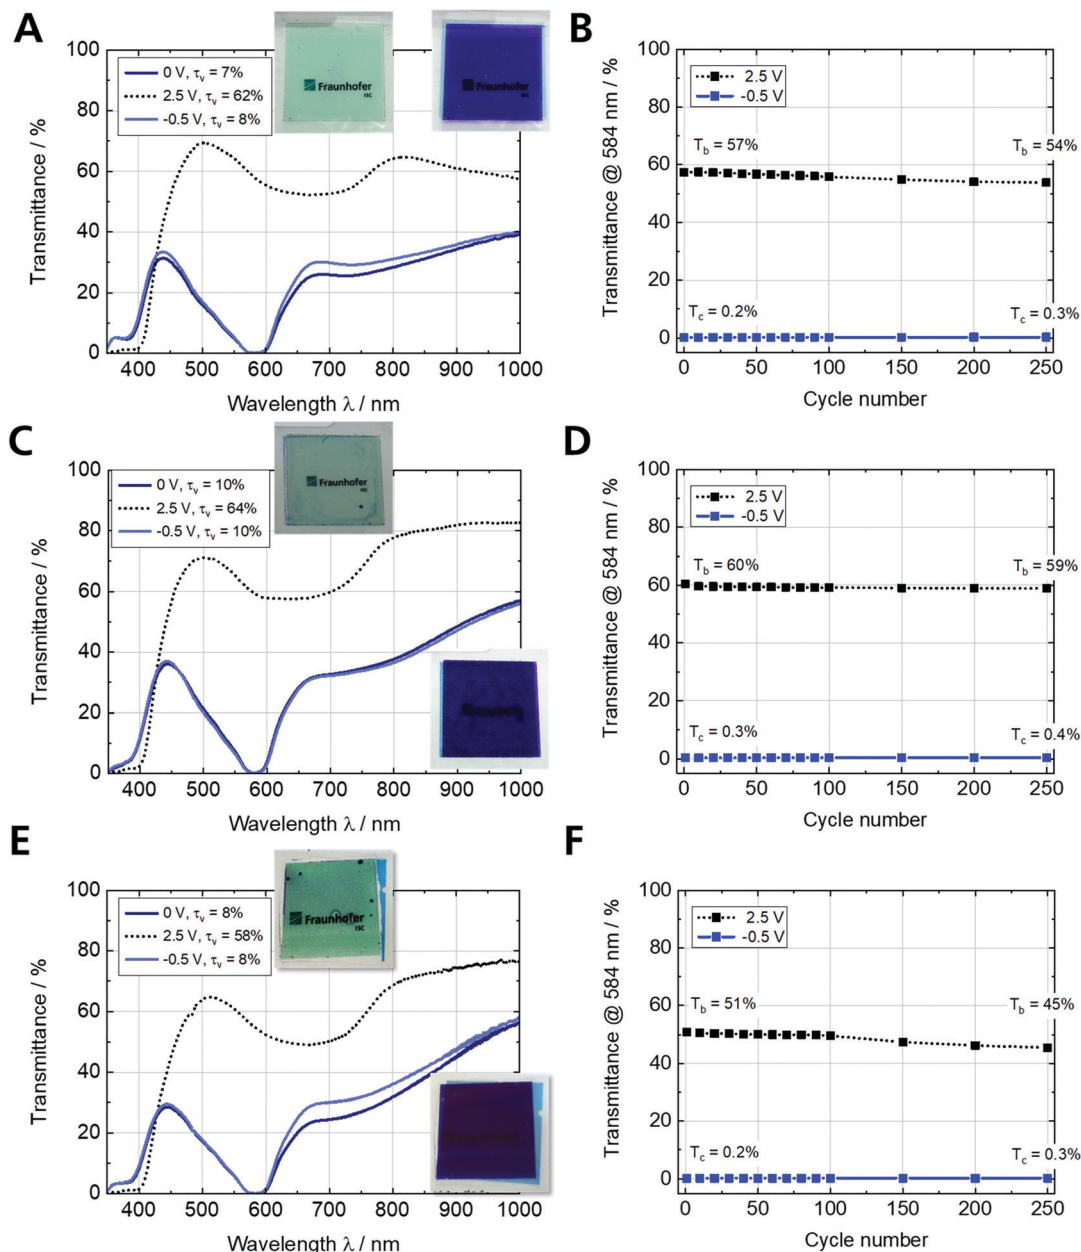 A
0 V, τv = 7%
2.5 V, τv = 62%
-0.5 V, τv = 8%
Fraunhofer
ISC
Fraunhofer
ISC
Transmittance / %
100
80
60
40
20
0
400 500 600 700 800 900 1000
Wavelength λ / nm
B
2.5 V
-0.5 V
Tb = 57%
Tb = 54%
Tc = 0.2%
Tc = 0.3%
Transmittance @ 584 nm / %
100
80
60
40
20
0
0 50 100 150 200 250
Cycle number
C
0 V, τv = 10%
2.5 V, τv = 64%
-0.5 V, τv = 10%
Fraunhofer
ISC
Transmittance / %
100
80
60
40
20
0
400 500 600 700 800 900 1000
Wavelength λ / nm
D
2.5 V
-0.5 V
Tb = 60%
Tb = 59%
Tc = 0.3%
Tc = 0.4%
Transmittance @ 584 nm / %
100
80
60
40
20
0
0 50 100 150 200 250
Cycle number
E
0 V, τv = 8%
2.5 V, τv = 58%
-0.5 V, τv = 8%
Fraunhofer
ISC
Transmittance / %
100
80
60
40
20
0
400 500 600 700 800 900 1000
Wavelength λ / nm
F
2.5 V
-0.5 V
Tb = 51%
Tb = 45%
Tc = 0.2%
Tc = 0.3%
Transmittance @ 584 nm / %
100
80
60
40
20
0
0 50 100 150 200 250
Cycle number